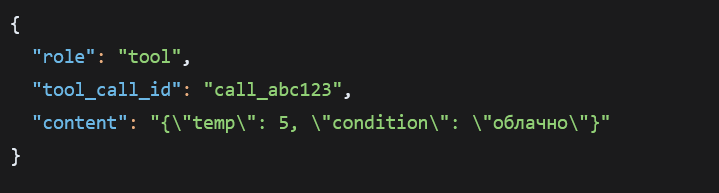 {
"role": "tool",
"tool_call_id": "call_abc123",
"content": "{\"temp\": 5, \"condition\": \"облачно\"}"
}